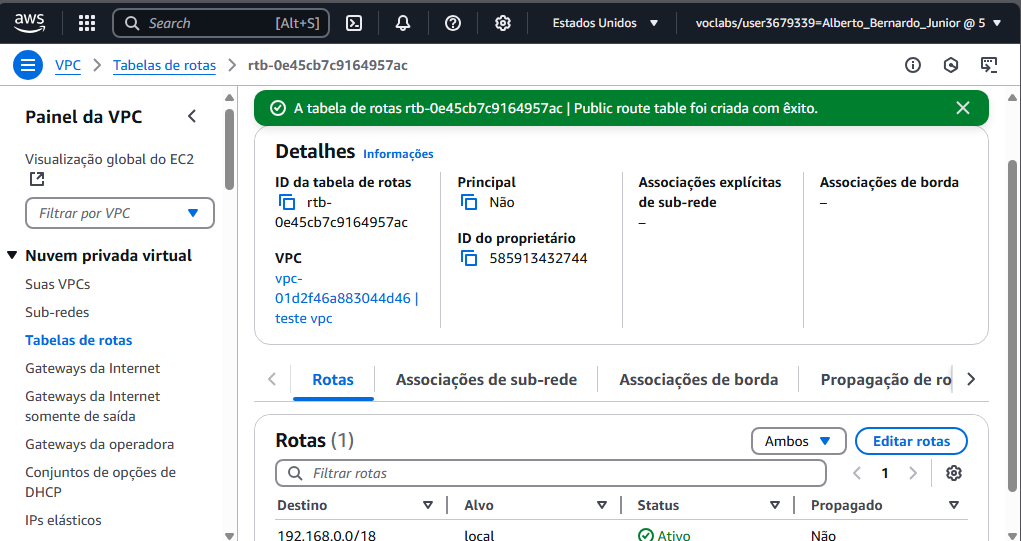 aws
Search [Alt+S]
Estados Unidos ▼
voclabs/user3679339=Alberto_Bernardo_Junior @ 5 ▼
VPC > Tabelas de rotas > rtb-0e45cb7c9164957ac
Painel da VPC
Visualização global do EC2
Filtrar por VPC
Nuvem privada virtual
Suas VPCs
Sub-redes
Tabelas de rotas
Gateways da Internet
Gateways da Internet
somente de saída
Gateways da operadora
Conjuntos de opções de
DHCP
IPs elásticos
A tabela de rotas rtb-0e45cb7c9164957ac | Public route table foi criada com êxito.
Detalhes Informações
ID da tabela de rotas
rtb-
0e45cb7c9164957ac
VPC
vpc-
01d2f46a883044d46 |
teste vpc
Principal
Não
ID do proprietário
585913432744
Associações explícitas
de sub-rede
–
Associações de borda
–
Rotas
Associações de sub-rede
Associações de borda
Propagação de ro
Rotas (1)
Ambos
Editar rotas
Filtrar rotas
1
Destino Alvo Status Propagado
192.168.0.0/18 local Ativo Não